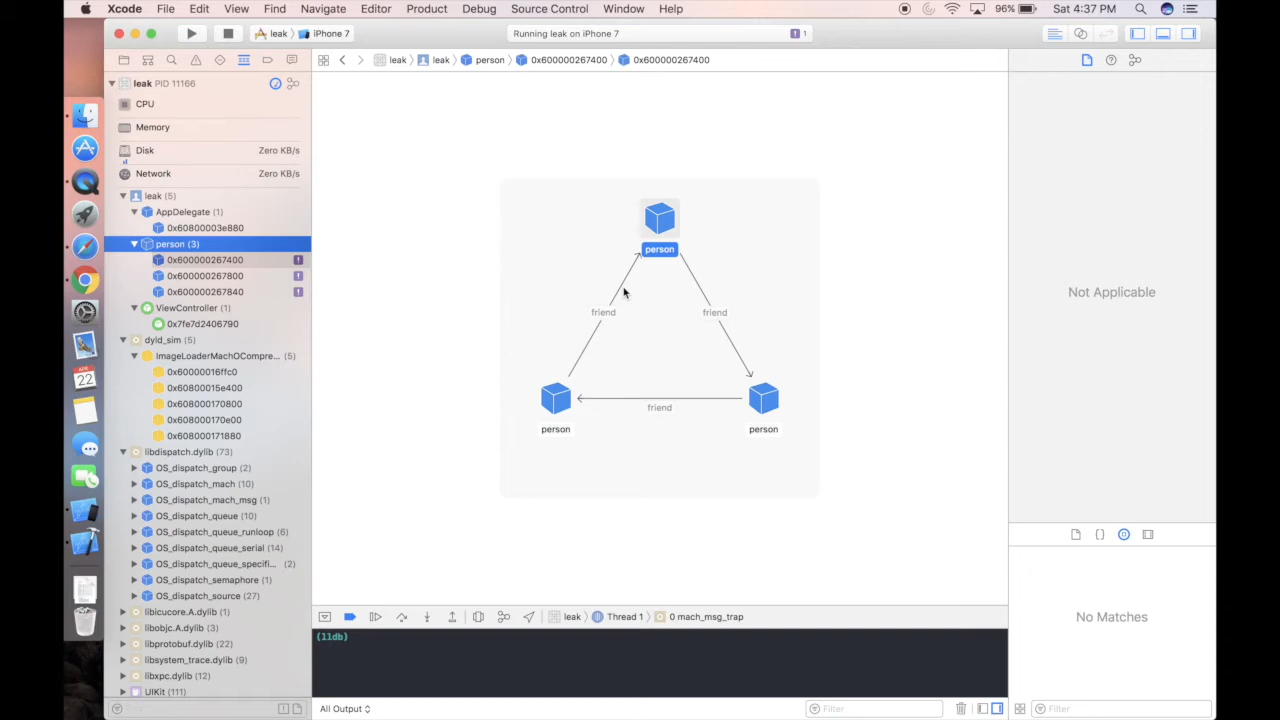 Xcode File Edit View Find Navigate Editor Product Debug Source Control Window Help 96% Sat 4:37 PM
leak iPhone 7 Running leak on iPhone 7 1
leak leak person 0x600000267400 0x600000267400
leak PID 11166
CPU
Memory
Disk Zero KB/s
Network Zero KB/s
leak (5)
AppDelegate (1)
0x60800003e880
person (3)
0x600000267400
0x600000267800
0x600000267840
ViewController (1)
0x7fe7d2406790
dyld_sim (5)
ImageLoaderMachOCompre... (5)
0x60000016ffc0
0x60800015e400
0x608000170800
0x608000170e00
0x608000171880
libdispatch.dylib (73)
OS_dispatch_group (2)
OS_dispatch_mach (10)
OS_dispatch_mach_msg (1)
OS_dispatch_queue (10)
OS_dispatch_queue_runloop (6)
OS_dispatch_queue_serial (14)
OS_dispatch_queue_specifi... (2)
OS_dispatch_semaphore (1)
OS_dispatch_source (27)
libicucore.A.dylib (1)
libobjc.A.dylib (3)
libprotobuf.dylib (22)
libsystem_trace.dylib (9)
libxpc.dylib (12)
UIKit (111)
person
friend friend
friend
person person
leak Thread 1 0 mach_msg_trap
(lldb)
All Output Filter
Not Applicable
No Matches
Filter
APR
22